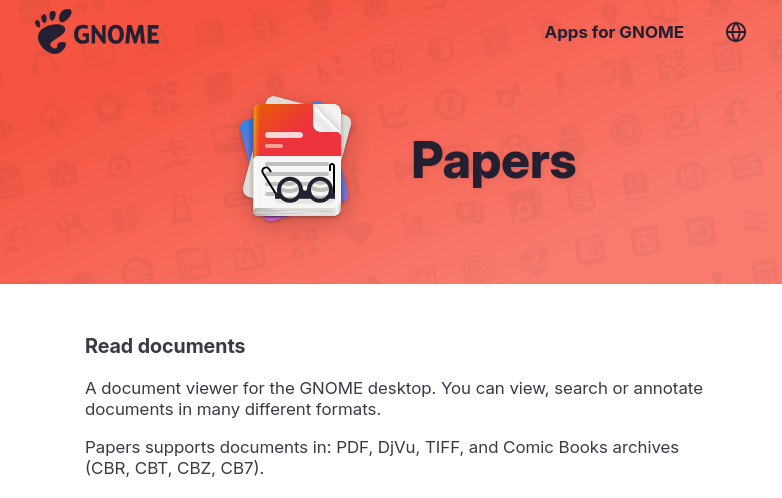 GNOME
Apps for GNOME
Papers
Read documents
A document viewer for the GNOME desktop. You can view, search or annotate
documents in many different formats.
Papers supports documents in: PDF, DjVu, TIFF, and Comic Books archives
(CBR, CBT, CBZ, CB7).